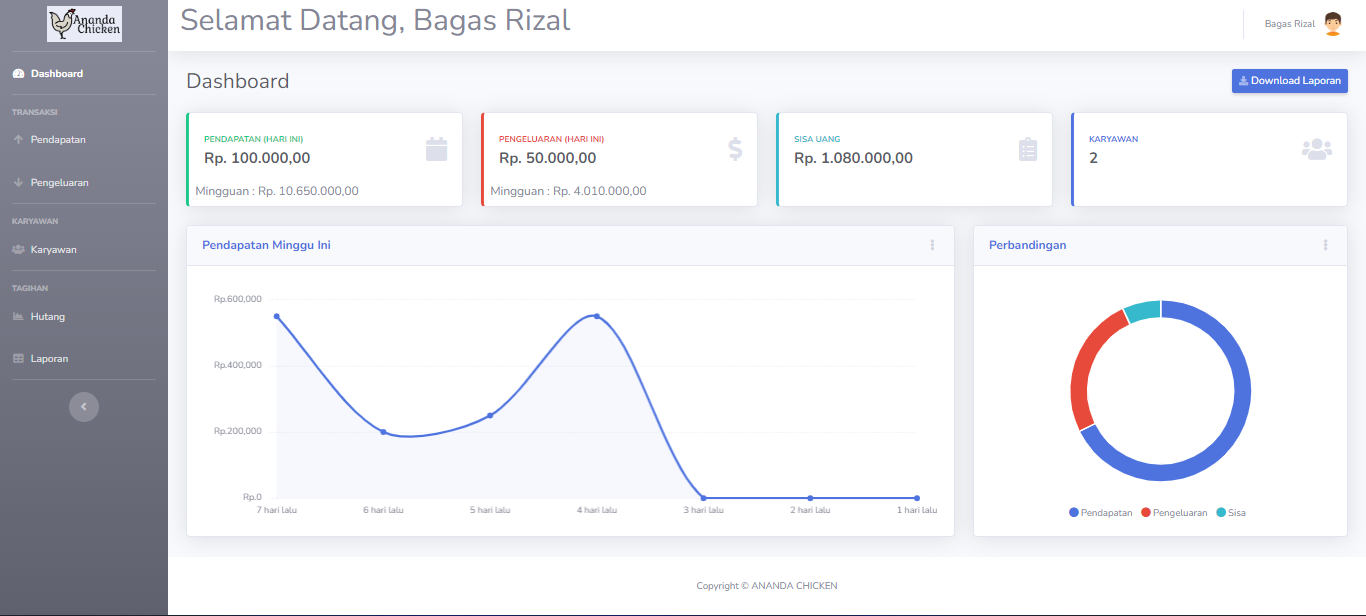 Ananda
Chicken
Selamat Datang, Bagas Rizal
Bagas Rizal
Dashboard
TRANSAKSI
Pendapatan
Pengeluaran
KARYAWAN
Karyawan
TAGIHAN
Hutang
Laporan
Dashboard
Download Laporan
PENDAPATAN (HARI INI)
Rp. 100.000,00
Mingguan : Rp. 10.650.000,00
PENGELUARAN (HARI INI)
Rp. 50.000,00
Mingguan : Rp. 4.010.000,00
SISA UANG
Rp. 1.080.000,00
KARYAWAN
2
Pendapatan Minggu Ini
Rp.600,000
Rp.400,000
Rp.200,000
Rp.0
7 hari lalu 6 hari lalu 5 hari lalu 4 hari lalu 3 hari lalu 2 hari lalu 1 hari lalu
Perbandingan
Pendapatan Pengeluaran Sisa
Copyright © ANANDA CHICKEN